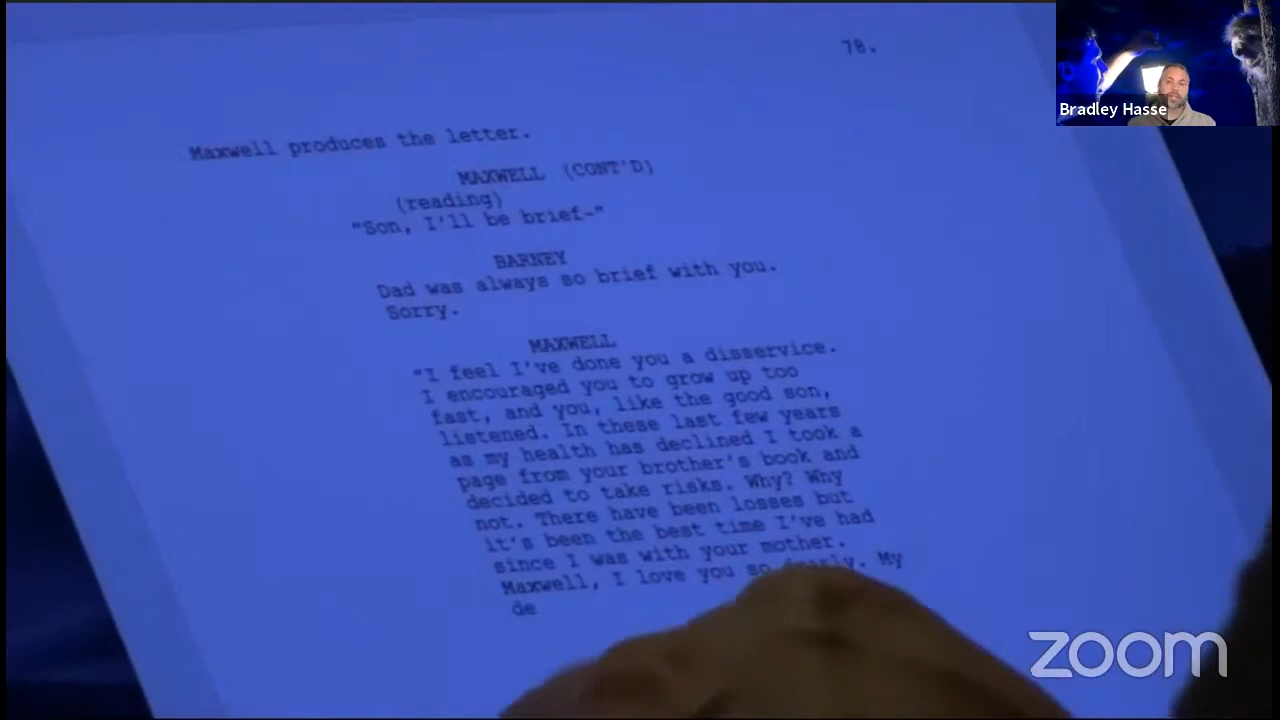 78.
Bradley Hasse
Maxwell produces the letter.
MAXWELL (CONT'D)
(reading)
"Son, I'll be brief-"
BARNEY
Dad was always so brief with you.
Sorry.
MAXWELL
"I feel I've done you a disservice.
I encouraged you to grow up too
fast, and you, like the good son,
listened. In these last few years
as my health has declined I took a
page from your brother's book and
decided to take risks. Why? Why
not. There have been losses but
it's been the best time I've had
since I was with your mother.
Maxwell, I love you so My
de
zoom